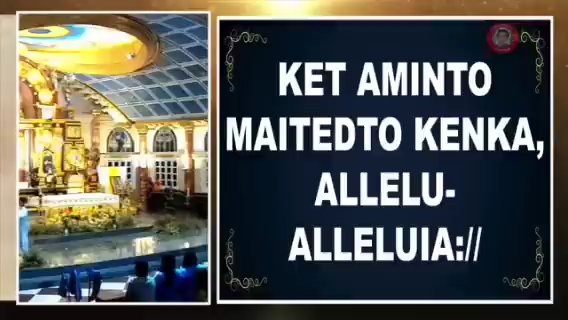 KET AMINTO
MAITEDTO KENKA,
ALLELU-
ALLELUIA://